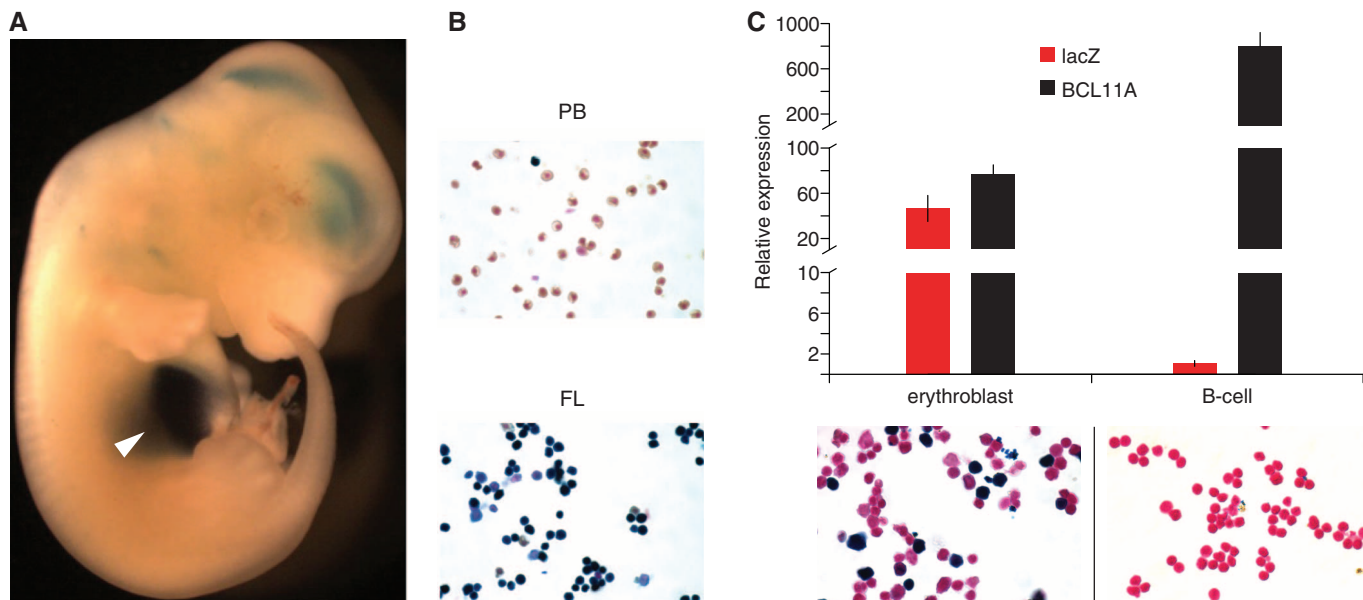 A
B
PB
FL
C
lacZ
BCL11A
Relative expression
1000
600
200
100
60
20
10
6
2
erythroblast
B-cell